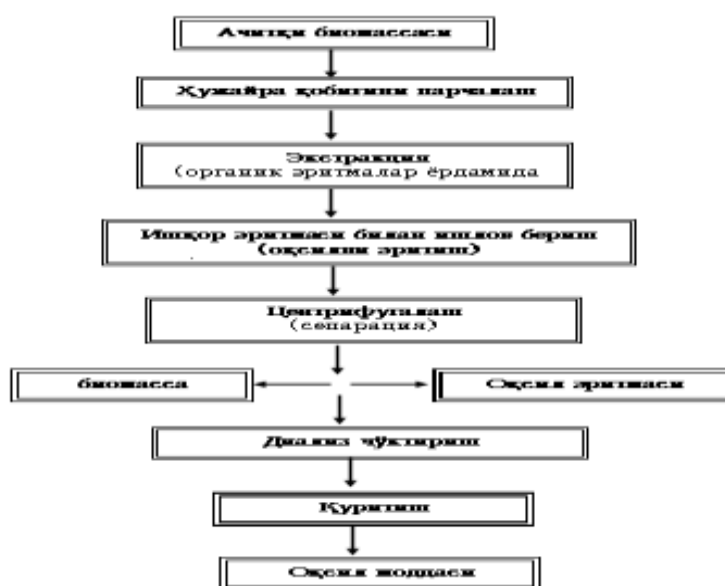 Ачитқи биомассаси
Ҳужайра қобиғини парчалаш
Экстракция
(органик эритмалар ёрдамида
Ишқор эритмаси билан ишлов бериш
(оқсилни эритиш)
Центрифугалаш
(сепарация)
биомасса
Оқсил эритмаси
Диализ чўктириш
Қуритиш
Оқсил моддаси